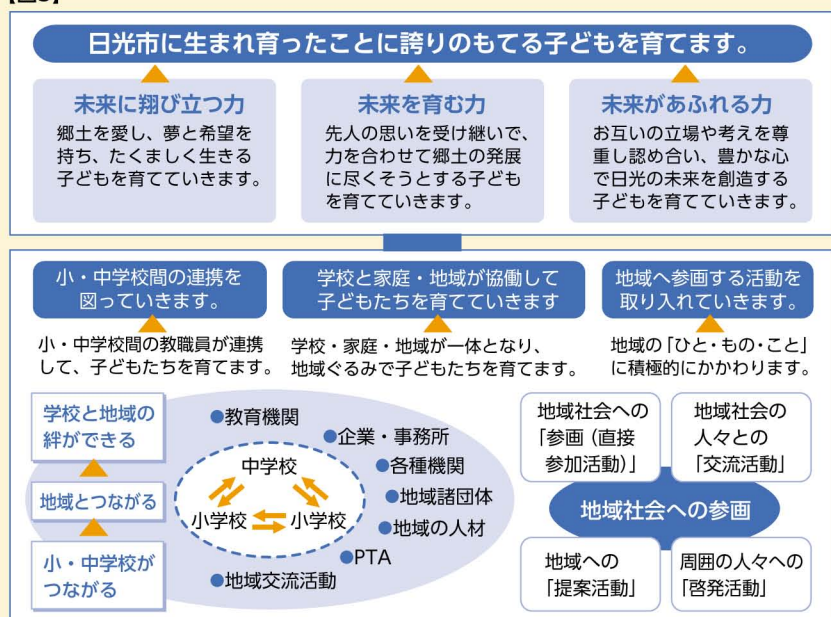 日光市に生まれ育ったことに誇りのもてる子どもを育てます。
未来に翔び立つ力
郷土を愛し、夢と希望を
持ち、たくましく生きる
子どもを育てていきます。
未来を育む力
先人の思いを受け継いで、
力を合わせて郷土の発展
に尽くそうとする子ども
を育てていきます。
未来があふれる力
お互いの立場や考えを尊
重し認め合い、豊かな心
で日光の未来を創造する
子どもを育てていきます。
小・中学校間の連携を
図っていきます。
小・中学校間の教職員が連携
して、子どもたちを育てます。
学校と家庭・地域が協働して
子どもたちを育てていきます
学校・家庭・地域が一体となり、
地域ぐるみで子どもたちを育てます。
地域へ参画する活動を
取り入れていきます。
地域の「ひと・もの・こと」
に積極的にかかわります。
学校と地域の
絆ができる
地域とつながる
小・中学校が
つながる
●教育機関
●企業・事務所
●各種機関
●地域諸団体
●地域の人材
●PTA
●地域交流活動
中学校
小学校
小学校
地域社会への
「参画（直接
参加活動）」
地域社会の
人々との
「交流活動」
地域社会への参画
地域への
「提案活動」
周囲の人々への
「啓発活動」